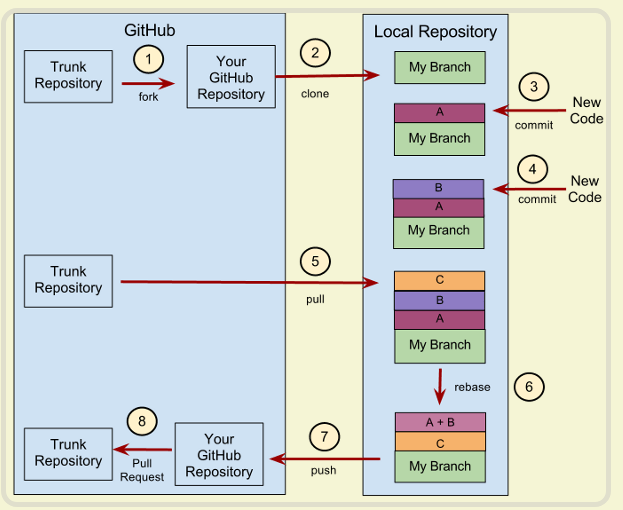 GitHub
Local Repository
Trunk
Repository
1
fork
Your
GitHub
Repository
2
clone
My Branch
A
My Branch
3
commit
New
Code
B
A
My Branch
4
commit
New
Code
Trunk
Repository
5
pull
C
B
A
My Branch
rebase
6
A + B
C
My Branch
7
push
Your
GitHub
Repository
8
Pull
Request
Trunk
Repository